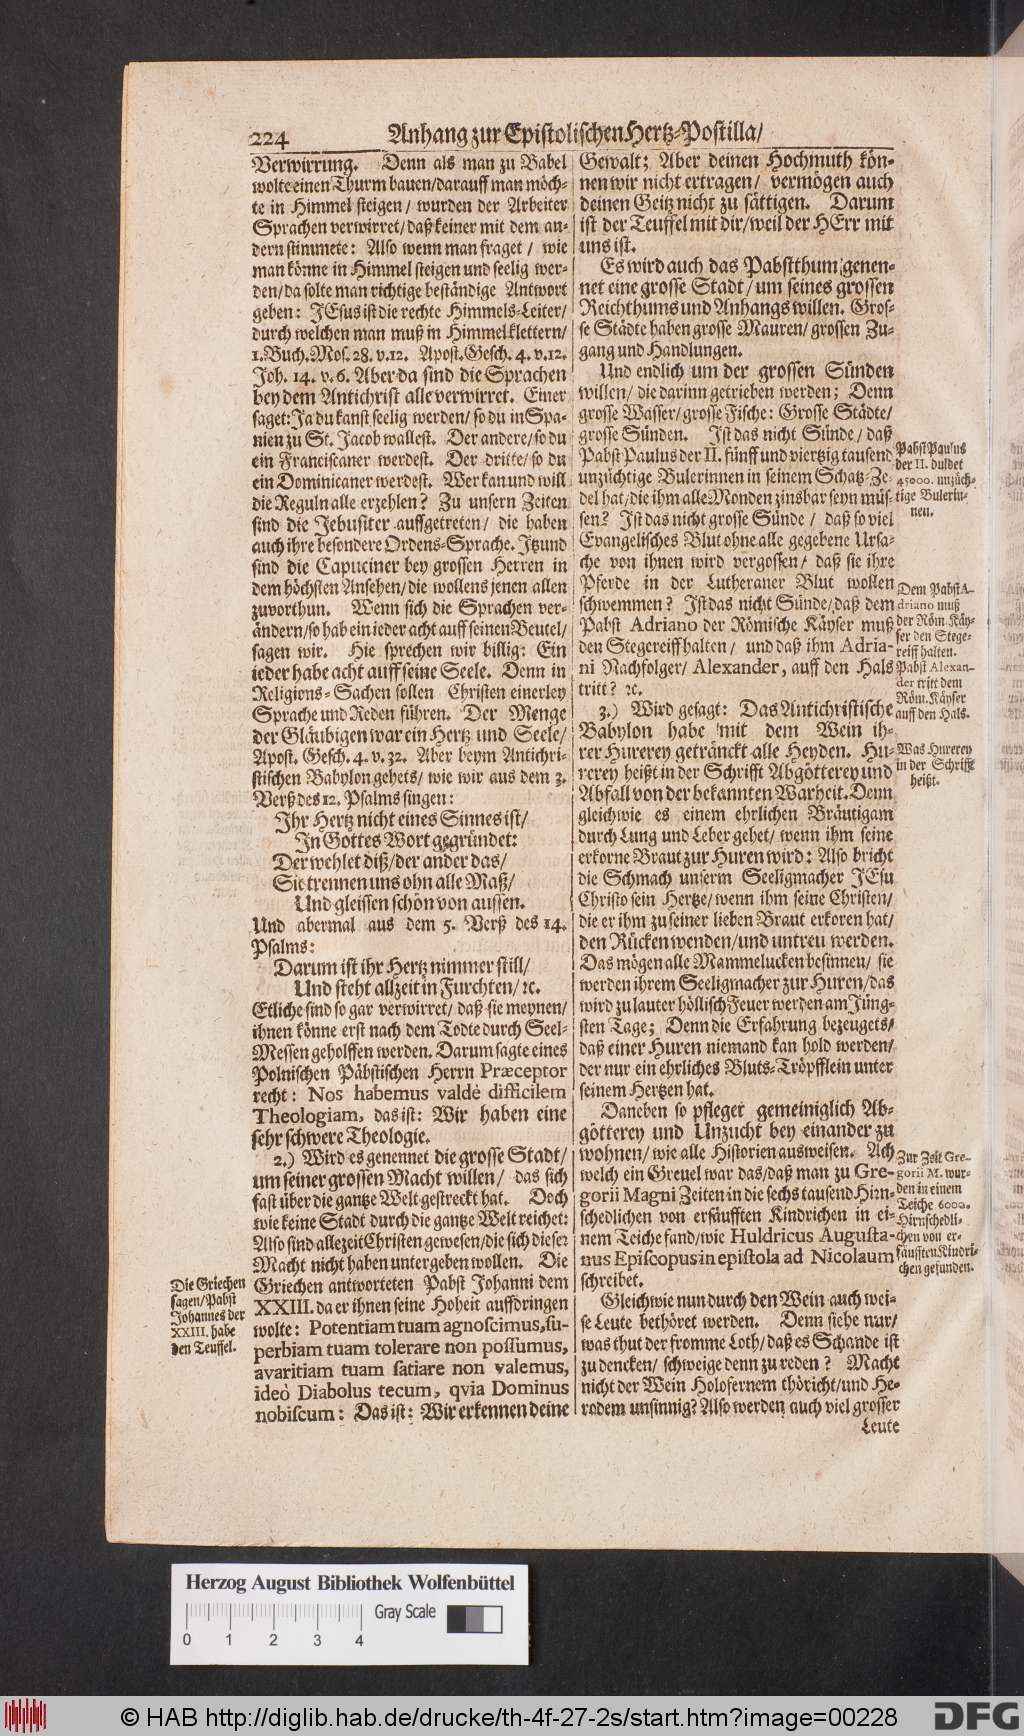 224 Anhang zur Epistolischen Hertz-Postilla/
Verwirrung. Denn als man zu Babel
wolte einen Thurm bauen/darauff man möch-
te in Himmel steigen/ wurden der Arbeiter
Sprachen verwirret/daß keiner mit dem an-
dern stimmete: Also wenn man fraget/ wie
man könne in Himmel steigen und seelig wer-
den/da solte man richtige beständige Antwort
geben: JEsus ist die rechte Himmels-Leiter/
durch welchen man muß in Himmel klettern/
1. Buch. Mos. 28. v. 12. Apost. Gesch. 4. v. 12.
Joh. 14. v. 6. Aber da sind die Sprachen
bey dem Antichrist alle verwirret. Einer
saget: Ja du kanst seelig werden/ so du in Spa-
nien zu St. Jacob wallest. Der andere/ so du
ein Franciscaner werdest. Der dritte/ so du
ein Dominicaner werdest. Wer kan und will
die Reguln alle erzehlen? Zu unsern Zeiten
sind die Jebusiter auffgetreten/ die haben
auch ihre besondere Ordens-Sprache. Itzund
sind die Capuciner bey grossen Herren in
dem höchsten Ansehen/die wollens jenen allen
zuvorthun. Wenn sich die Sprachen ver-
ändern/so hab ein ieder acht auff seinen Beutel/
sagen wir. Hie sprechen wir billig: Ein
ieder habe acht auff seine Seele. Denn in
Religions-Sachen sollen Christen einerley
Sprache und Reden führen. Der Menge
der Gläubigen war ein Hertz und Seele/
Apost. Gesch. 4. v. 32. Aber beym Antichri-
stischen Babylon gehets/ wie wir aus dem 3.
Verß des 12. Psalms singen:
Ihr Hertz nicht eines Sinnes ist/
In Gottes Wort gegründet:
Der wehlet diß/der ander das/
Sie trennen uns ohn alle Maß/
Und gleissen schön von aussen.
Und abermal aus dem 5. Verß des 14.
Psalms:
Darum ist ihr Hertz nimmer still/
Und steht allzeit in Furchten/ ꝛc.
Etliche sind so gar verwirret/ daß sie meynen/
ihnen könne erst nach dem Todte durch Seel-
Messen geholffen werden. Darum sagte eines
Polnischen Päbstischen Herrn Præceptor
recht: Nos habemus valdè difficilem
Theologiam, das ist: Wir haben eine
sehr schwere Theologie.
2.) Wird es genennet die grosse Stadt/
um seiner grossen Macht willen/ das sich
fast über die gantze Welt gestreckt hat. Doch
wie keine Stadt durch die gantze Welt reichet:
Also sind allezeit Christen gewesen/die sich dieser
Macht nicht haben untergeben wollen. Die
Griechen antworteten Pabst Johanni dem
XXIII. da er ihnen seine Hoheit auffdringen
wolte: Potentiam tuam agnoscimus, su-
perbiam tuam tolerare non possumus,
avaritiam tuam satiare non valemus,
ideò Diabolus tecum, qvia Dominus
nobiscum: Das ist: Wir erkennen deine
Die Griechen
sagen/Pabst
Johannes der
XXIII. habe
den Teuffel.
Gewalt; Aber deinen Hochmuth kön-
nen wir nicht ertragen/ vermögen auch
deinen Geitz nicht zu sättigen. Darum
ist der Teuffel mit dir/weil der HErr mit
uns ist.
Es wird auch das Pabstthum genen-
net eine grosse Stadt/ um seines grossen
Reichthums und Anhangs willen. Gros-
se Städte haben grosse Mauren/ grossen Zu-
gang und Handlungen.
Und endlich um der grossen Sünden
willen/ die darinn getrieben werden; Denn
grosse Wasser/ grosse Fische: Grosse Städte/
grosse Sünden. Ist das nicht Sünde/ daß
Pabst Paulus der II. fünff und viertzig tausend
unzüchtige Bulerinnen in seinem Schatz-Ze-
del hat/die ihm alle Monden zinsbar seyn müs-
sen? Ist das nicht grosse Sünde/ daß so viel
Evangelisches Blut ohne alle gegebene Ursa-
che von ihnen wird vergossen/ daß sie ihre
Pferde in der Lutheraner Blut wollen
schwemmen? Ist das nicht Sünde/daß dem
Pabst Adriano der Römische Käyser muß
den Stegereiff halten/ und daß ihm Adria-
ni Nachfolger/ Alexander, auff den Hals
tritt? ꝛc.
3.) Wird gesagt: Das Antichristische
Babylon habe mit dem Wein ih-
rer Hurerey geträncket alle Heyden. Hu-
rerey heißt in der Schrifft Abgötterey und
Abfall von der bekannten Warheit. Denn
gleichwie es einem ehrlichen Bräutigam
durch Lung und Leber gehet/ wenn ihm seine
erkorne Braut zur Huren wird: Also bricht
die Schmach unserm Seeligmacher JEsu
Christo sein Hertze/ wenn ihm seine Christen/
die er ihm zu seiner lieben Braut erkoren hat/
den Rücken wenden/und untreu werden.
Das mögen alle Mammelucken besinnen/ sie
werden ihrem Seeligmacher zur Huren/das
wird zu lauter höllisch Feuer werden am Jüng-
sten Tage; Denn die Erfahrung bezeugets/
daß einer Huren niemand kan hold werden/
der nur ein ehrliches Bluts-Tröpfflein unter
seinem Hertzen hat.
Daneben so pfleget gemeiniglich Ab-
götterey und Unzucht bey einander zu
wohnen/ wie alle Historien ausweisen. Ach
welch ein Greuel war das/daß man zu Gre-
gorii Magni Zeiten in die sechs tausend Hirn-
schedlichen von ersäufften Kindrichen in ei-
nem Teiche fand/wie Huldricus Augusta-
nus Episcopus in epistola ad Nicolaum
schreibet.
Gleichwie nun durch den Wein auch wei-
se Leute bethöret werden. Denn siehe nur/
was thut der fromme Loth/ daß es Schande ist
zu dencken/ schweige denn zu reden? Macht
nicht der Wein Holofernem thöricht/und He-
rodem unsinnig? Also werden auch viel grosser
Leute
Pabst Paulus
der II. duldet
45000. unzüch-
tige Bulerin-
nen.
Dem Pabst A-
driano muß
der Röm. Käy-
ser den Stege-
reiff halten.
Pabst Alexan-
der tritt dem
Röm. Käyser
auff den Hals.
Was Hurerey
in der Schrifft
heißt.
Zur Zeit Gre-
gorii M. wur-
den in einem
Teiche 6000.
Hirnschedli-
chen von er-
säufften Kindri-
chen gefunden.
Herzog August Bibliothek Wolfenbüttel
Gray Scale
0 1 2 3 4
© HAB http://diglib.hab.de/drucke/th-4f-27-2s/start.htm?image=00228
DFG